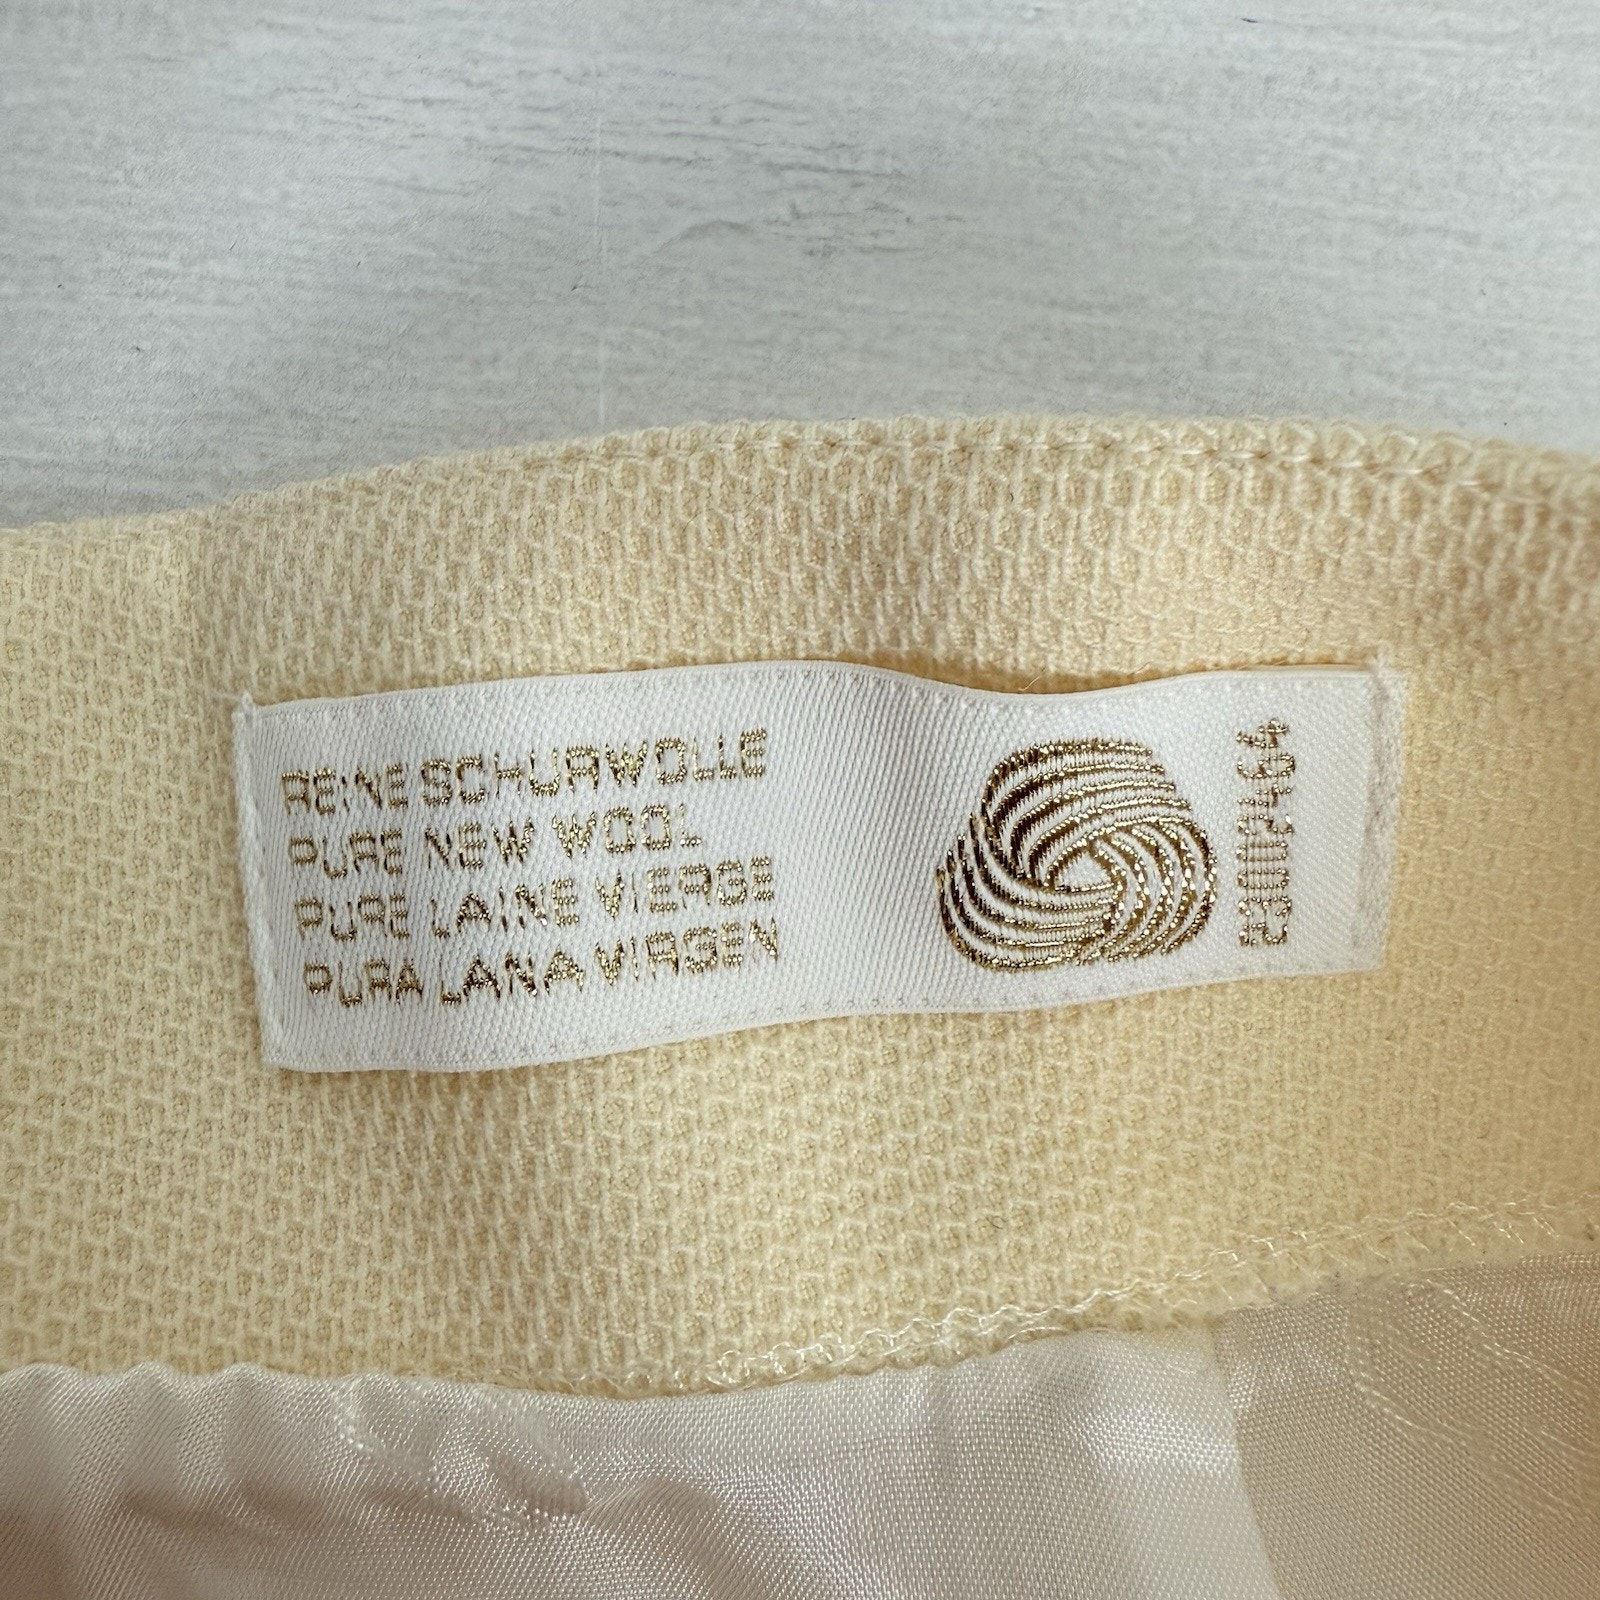 REINE SCHURWOLLE
PURE NEW WOOL
PURE LAINE VIERGE
PURA LANA VIRGEN